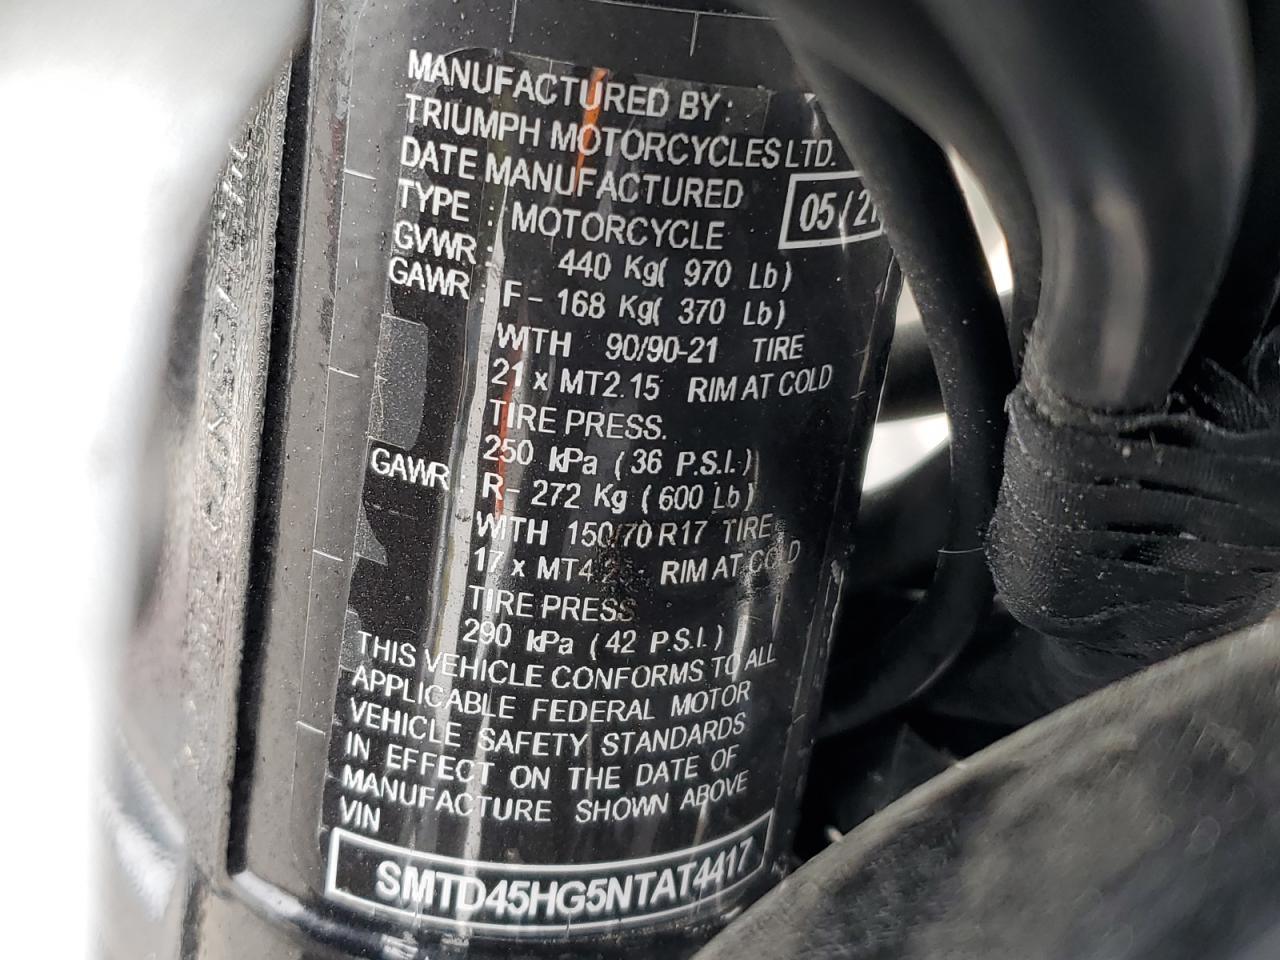 MANUFACTURED BY :
TRIUMPH MOTORCYCLES LTD.
DATE MANUFACTURED 05/21
TYPE : MOTORCYCLE
GVWR : 440 Kg( 970 Lb)
GAWR : F- 168 Kg( 370 Lb)
WITH 90/90-21 TIRE
21 x MT2.15 RIM AT COLD
TIRE PRESS.
250 kPa ( 36 P.S.I.)
GAWR : R- 272 Kg ( 600 Lb)
WITH 150/70 R17 TIRE
17 x RIM AT COLD
TIRE PRESS
290 kPa ( 42 P.S.I.)
THIS VEHICLE CONFORMS TO ALL
APPLICABLE FEDERAL MOTOR
VEHICLE SAFETY STANDARDS
IN EFFECT ON THE DATE OF
MANUFACTURE SHOWN ABOVE
VIN
SMTD45HG5NTAT4417